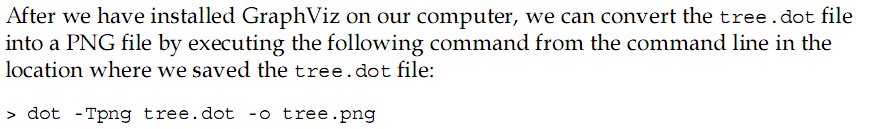 After we have installed GraphViz on our computer, we can convert the tree.dot file
into a PNG file by executing the following command from the command line in the
location where we saved the tree.dot file:
> dot -Tpng tree.dot -o tree.png